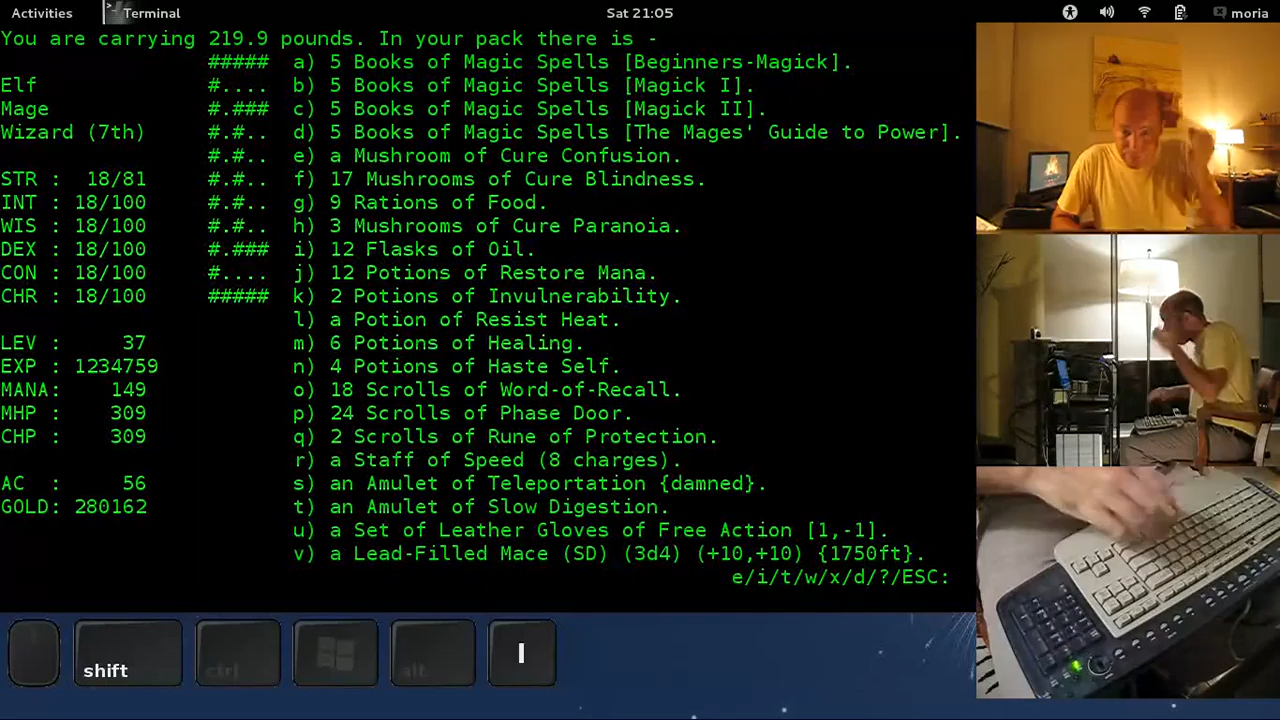 Activities Terminal Sat 21:05 moria
You are carrying 219.9 pounds. In your pack there is -
##### a) 5 Books of Magic Spells [Beginners-Magick].
Elf #.... b) 5 Books of Magic Spells [Magick I].
Mage #.### c) 5 Books of Magic Spells [Magick II].
Wizard (7th) #.#.. d) 5 Books of Magic Spells [The Mages' Guide to Power].
#.#.. e) a Mushroom of Cure Confusion.
STR : 18/81 #.#.. f) 17 Mushrooms of Cure Blindness.
INT : 18/100 #.#.. g) 9 Rations of Food.
WIS : 18/100 #.#.. h) 3 Mushrooms of Cure Paranoia.
DEX : 18/100 #.### i) 12 Flasks of Oil.
CON : 18/100 #.... j) 12 Potions of Restore Mana.
CHR : 18/100 ##### k) 2 Potions of Invulnerability.
l) a Potion of Resist Heat.
LEV : 37 m) 6 Potions of Healing.
EXP : 1234759 n) 4 Potions of Haste Self.
MANA: 149 o) 18 Scrolls of Word-of-Recall.
MHP : 309 p) 24 Scrolls of Phase Door.
CHP : 309 q) 2 Scrolls of Rune of Protection.
r) a Staff of Speed (8 charges).
AC : 56 s) an Amulet of Teleportation {damned}.
GOLD: 280162 t) an Amulet of Slow Digestion.
u) a Set of Leather Gloves of Free Action [1,-1].
v) a Lead-Filled Mace (SD) (3d4) (+10,+10) {1750ft}.
e/i/t/w/x/d/?/ESC:
shift ctrl alt I